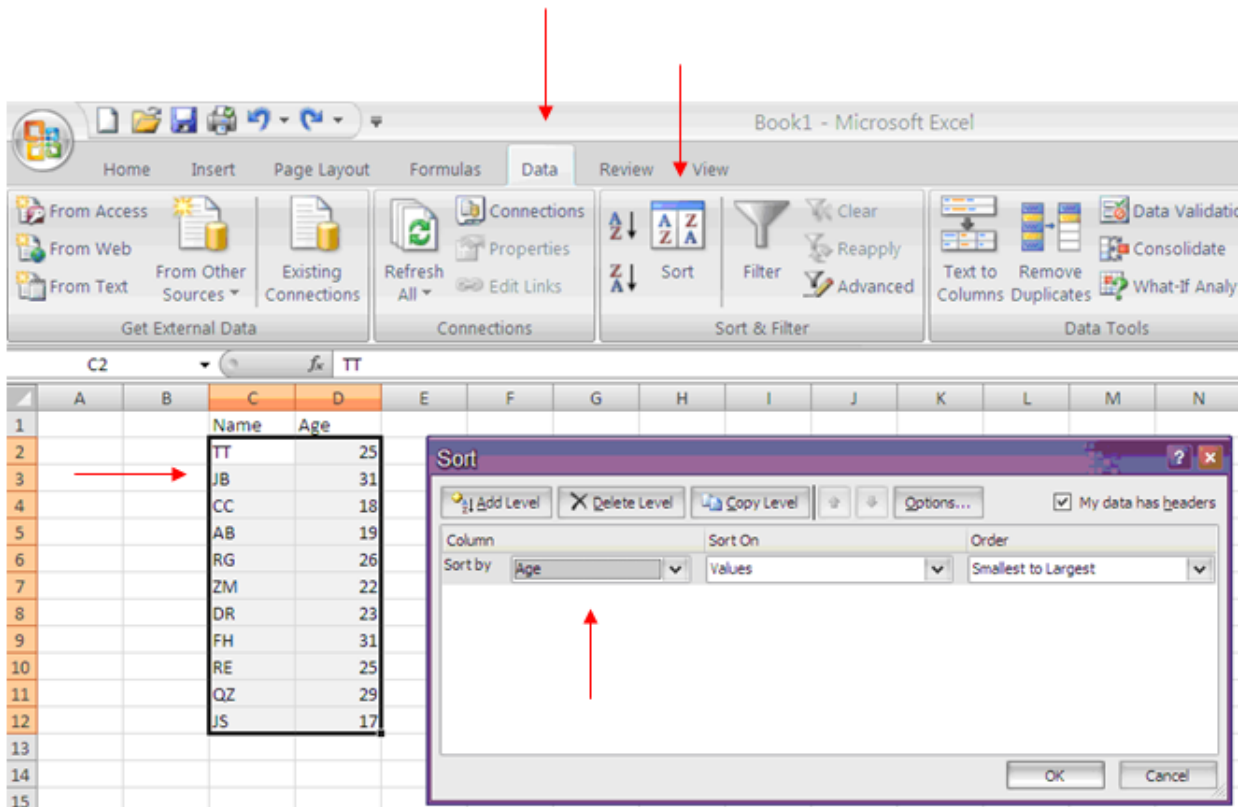 Book1 - Microsoft Excel
Home Insert Page Layout Formulas Data Review View
From Access
From Web
From Text
From Other Sources
Existing Connections
Get External Data
Refresh All
Connections
Properties
Edit Links
Connections
A Z
Z A
A Z Z A
Sort
Filter
Clear
Reapply
Advanced
Sort & Filter
Text to Columns
Remove Duplicates
Data Validatio
Consolidate
What-If Analy
Data Tools
C2 fx TT
A B C D E F G H I J K L M N
1 Name Age
2 TT 25
3 JB 31
4 CC 18
5 AB 19
6 RG 26
7 ZM 22
8 DR 23
9 FH 31
10 RE 25
11 QZ 29
12 JS 17
13
14
15
Sort ?
Add Level Delete Level Copy Level Options... My data has headers
Column Sort On Order
Sort by Age Values Smallest to Largest
OK Cancel